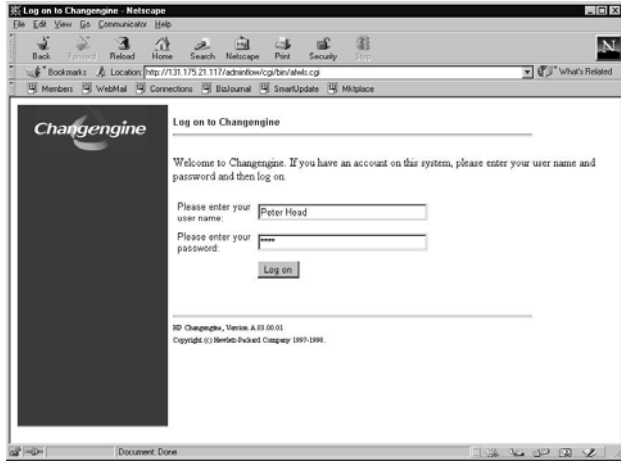 Log on to Changengine - Netscape
File Edit View Go Communicator Help
Back Forward Reload Home Search Netscape Print Security Stop
Bookmarks Location: http://131.175.21.117/adminflow/cgi/bin/afwlc.cgi What's Related
Members WebMail Connections BizJournal SmartUpdate Mktplace
Changengine
Log on to Changengine
Welcome to Changengine. If you have an account on this system, please enter your user name and
password and then log on.
Please enter your
user name:
Peter Head
Please enter your
password:
****
Log on
HP Changengine, Version A.03.00.01
Copyright (c) Hewlett-Packard Company 1997-1998.
Document: Done